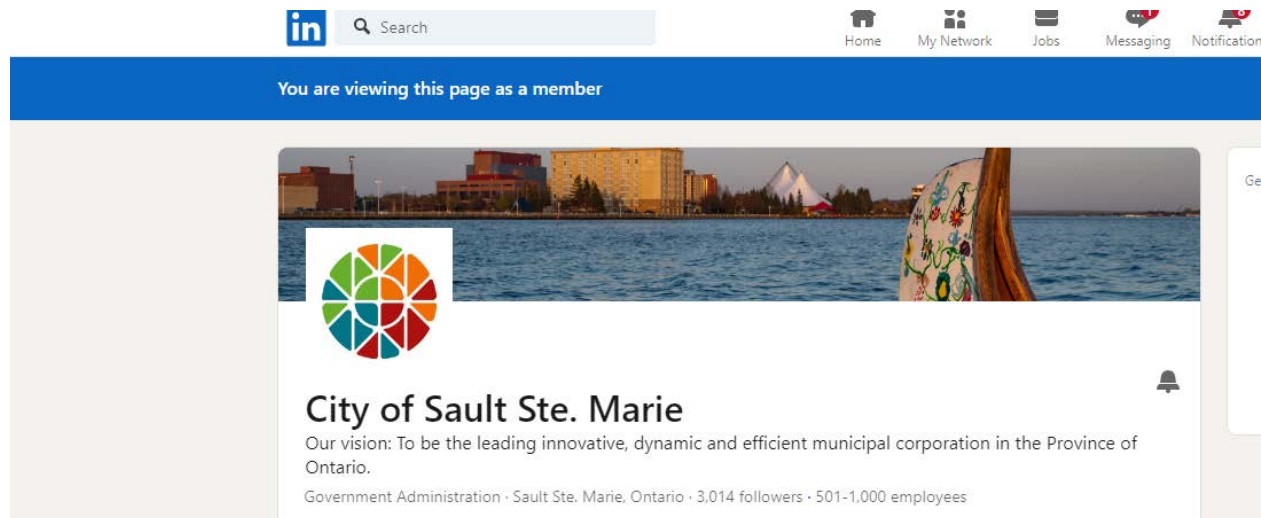 in
Search
Home
My Network
Jobs
Messaging
Notification
You are viewing this page as a member
Ge
City of Sault Ste. Marie
Our vision: To be the leading innovative, dynamic and efficient municipal corporation in the Province of
Ontario.
Government Administration · Sault Ste. Marie, Ontario · 3,014 followers · 501-1,000 employees